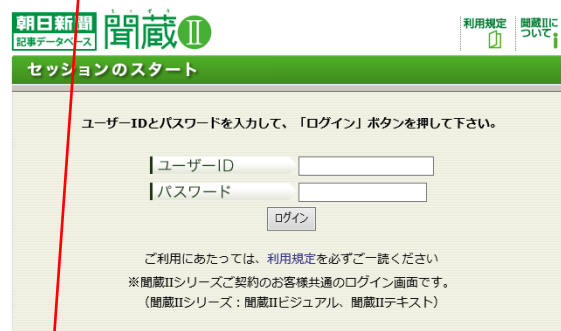 朝日新聞
記事データベース
きくぞう
聞蔵Ⅱ
利用規定
聞蔵Ⅱに
ついて
セッションのスタート
ユーザーIDとパスワードを入力して、「ログイン」ボタンを押して下さい。
ユーザーID
パスワード
ログイン
ご利用にあたっては、利用規定を必ずご一読ください
※聞蔵IIシリーズご契約のお客様共通のログイン画面です。
（聞蔵IIシリーズ：聞蔵IIビジュアル、聞蔵IIテキスト）